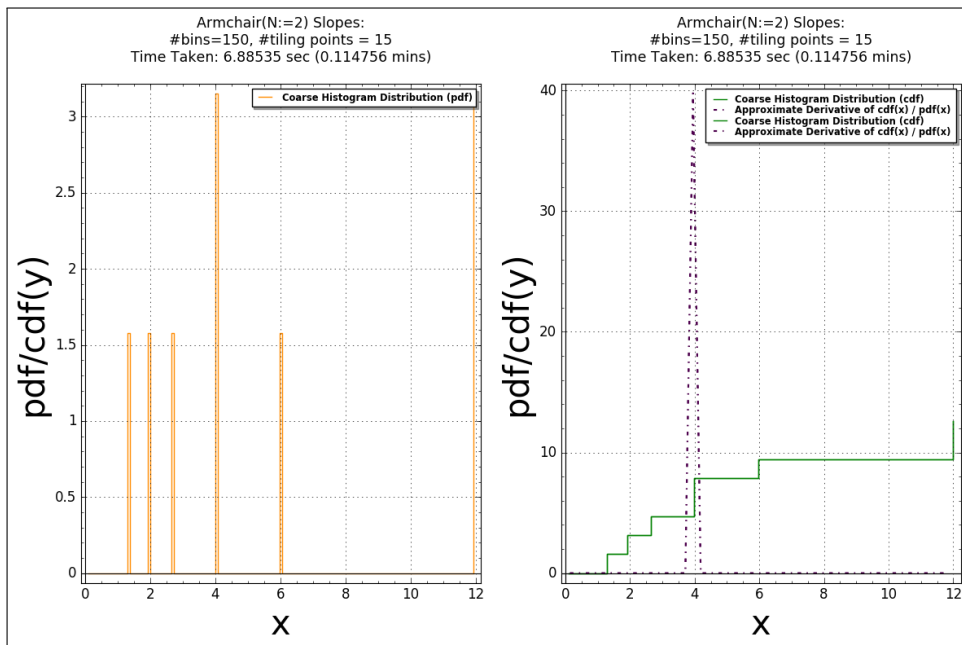 Armchair(N:=2) Slopes:
#bins=150, #tiling points = 15
Time Taken: 6.88535 sec (0.114756 mins)
Coarse Histogram Distribution (pdf)
3
2.5
2
1.5
1
0.5
0
0 2 4 6 8 10 12
pdf/cdf(y)
x
Armchair(N:=2) Slopes:
#bins=150, #tiling points = 15
Time Taken: 6.88535 sec (0.114756 mins)
Coarse Histogram Distribution (cdf)
Approximate Derivative of cdf(x) / pdf(x)
Coarse Histogram Distribution (cdf)
Approximate Derivative of cdf(x) / pdf(x)
40
30
20
10
0
0 2 4 6 8 10 12
pdf/cdf(y)
x